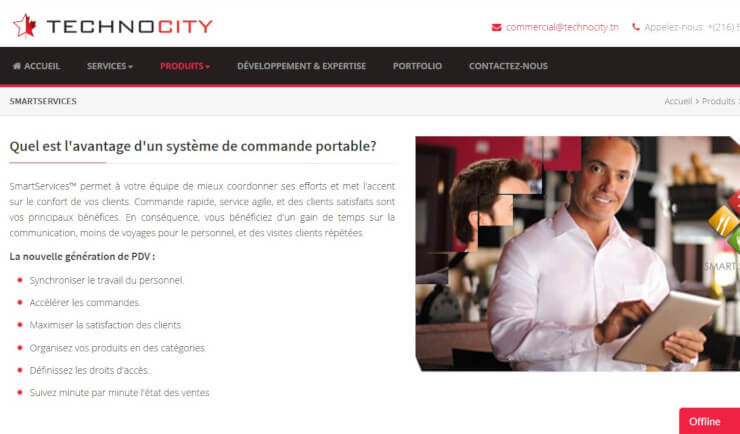 TECHNOCITY
commercial@technocity.tn
Appelez-nous: +(216) 5
ACCUEIL
SERVICES
PRODUITS
DÉVELOPPEMENT & EXPERTISE
PORTFOLIO
CONTACTEZ-NOUS
SMARTSERVICES
Accueil > Produits >
Quel est l'avantage d'un système de commande portable?
SmartServices™ permet à votre équipe de mieux coordonner ses efforts et met l'accent
sur le confort de vos clients. Commande rapide, service agile, et des clients satisfaits sont
vos principaux bénéfices. En conséquence, vous bénéficiez d'un gain de temps sur la
communication, moins de voyages pour le personnel, et des visites clients répétées.
La nouvelle génération de PDV :
Synchroniser le travail du personnel.
Accélérer les commandes.
Maximiser la satisfaction des clients.
Organisez vos produits en des catégories.
Définissez les droits d'accès.
Suivez minute par minute l'état des ventes
SMART
Offline